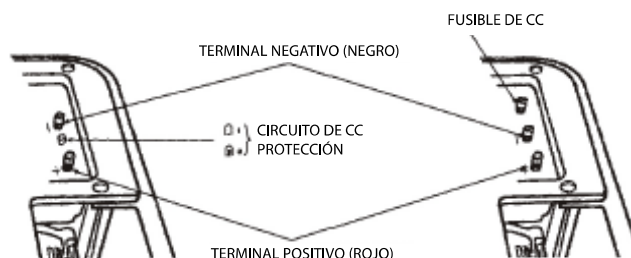 FUSIBLE DE CC
TERMINAL NEGATIVO (NEGRO)
CIRCUITO DE CC
PROTECCIÓN
TERMINAL POSITIVO (ROJO)